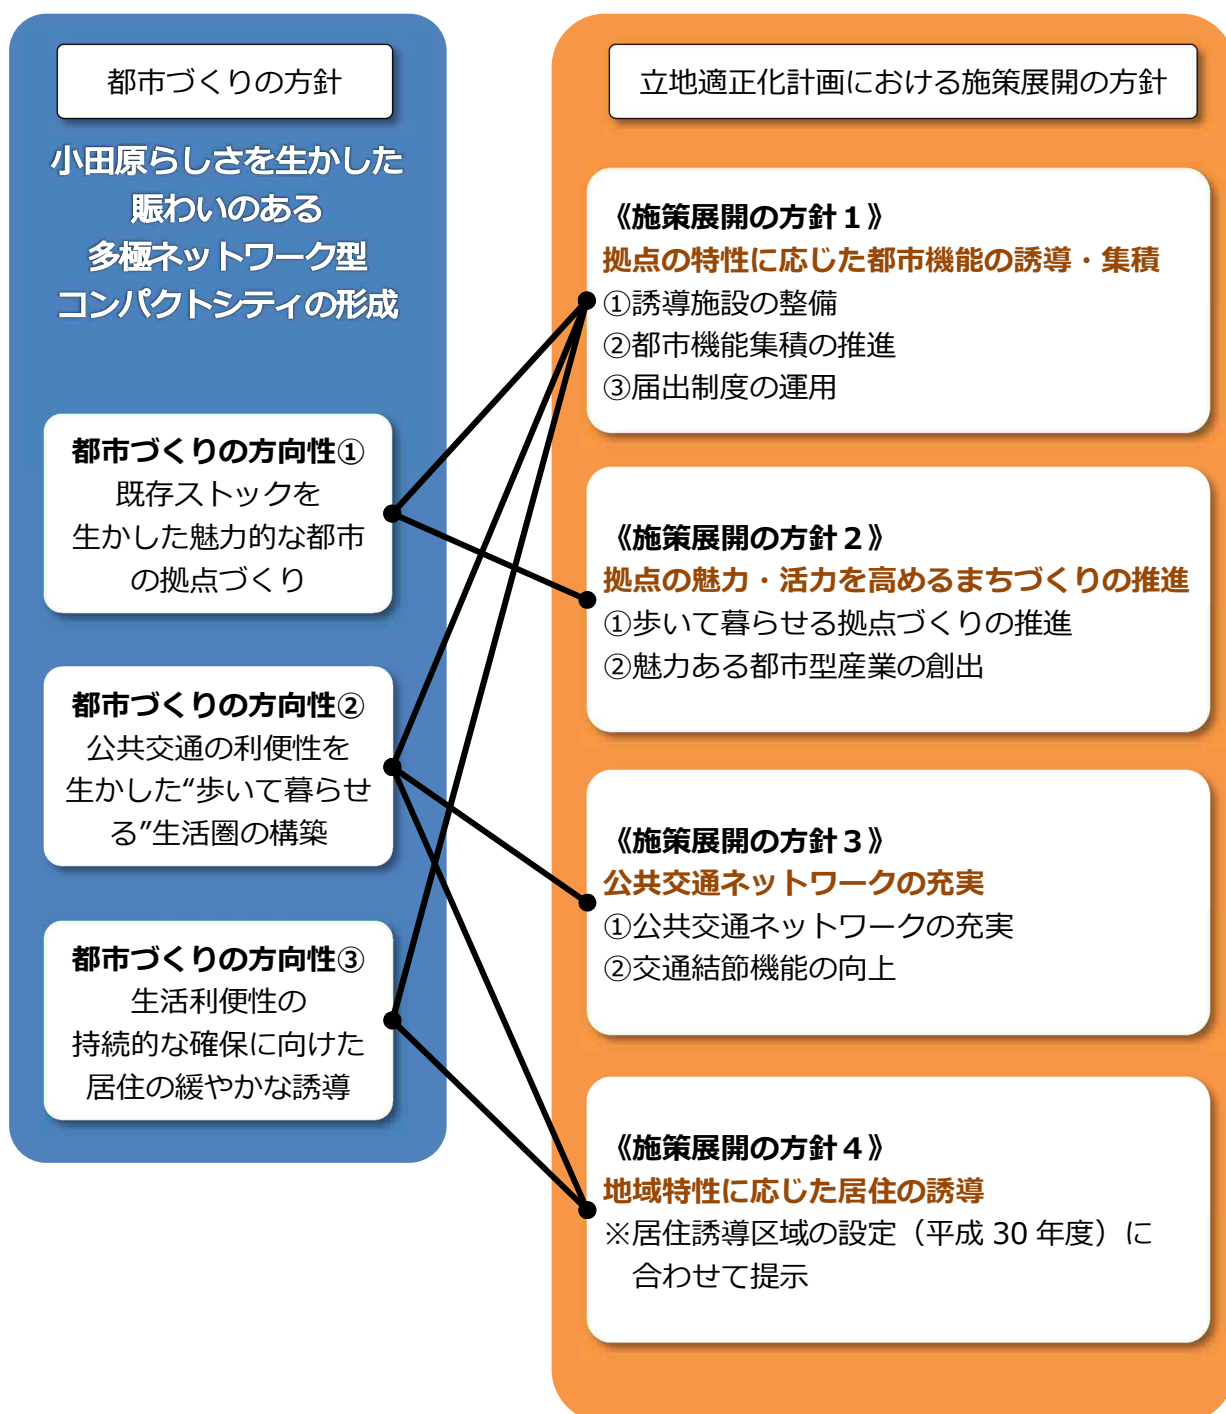 都市づくりの方針
小田原らしさを生かした
賑わいのある
多極ネットワーク型
コンパクトシティの形成
都市づくりの方向性①
既存ストックを
生かした魅力的な都市
の拠点づくり
都市づくりの方向性②
公共交通の利便性を
生かした“歩いて暮らせ
る”生活圏の構築
都市づくりの方向性③
生活利便性の
持続的な確保に向けた
居住の緩やかな誘導
立地適正化計画における施策展開の方針
《施策展開の方針１》
拠点の特性に応じた都市機能の誘導・集積
①誘導施設の整備
②都市機能集積の推進
③届出制度の運用
《施策展開の方針２》
拠点の魅力・活力を高めるまちづくりの推進
①歩いて暮らせる拠点づくりの推進
②魅力ある都市型産業の創出
《施策展開の方針３》
公共交通ネットワークの充実
①公共交通ネットワークの充実
②交通結節機能の向上
《施策展開の方針４》
地域特性に応じた居住の誘導
※居住誘導区域の設定（平成 30 年度）に
合わせて提示